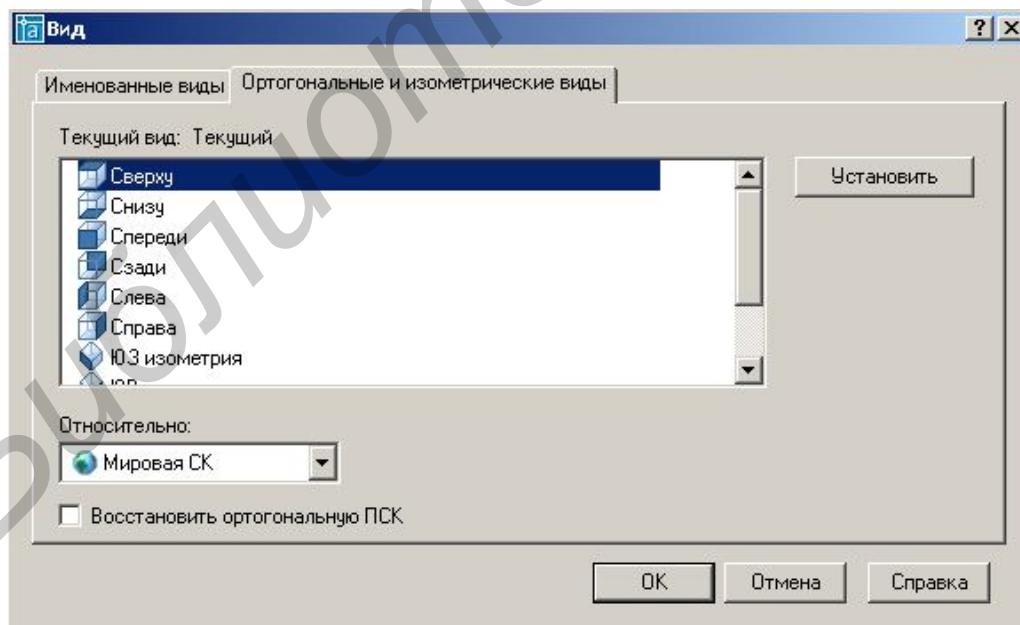 Вид
Именованные виды
Ортогональные и изометрические виды
Текущий вид: Текущий
Сверху
Установить
Снизу
Спереди
Сзади
Слева
Справа
Ю.З изометрия
Относительно:
Мировая СК
Восстановить ортогональную ПСК
OK
Отмена
Справка